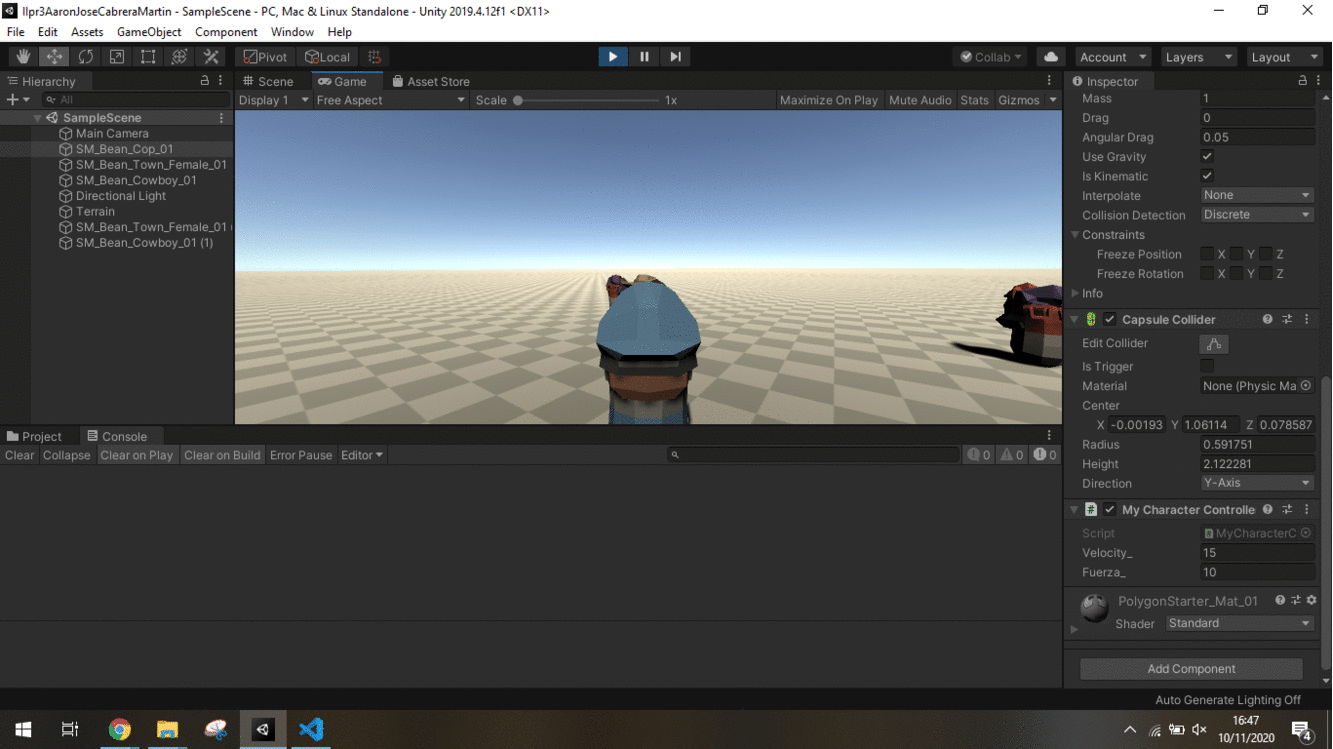 IIpr3AaronJoseCabreraMartin - SampleScene - PC, Mac & Linux Standalone - Unity 2019.4.12f1 <DX11>
File Edit Assets GameObject Component Window Help
Pivot Local Collab Account Layers Layout
Hierarchy Scene Game Asset Store Inspector
All Display 1 Free Aspect Scale 1x Maximize On Play Mute Audio Stats Gizmos
SampleScene
Main Camera
SM_Bean_Cop_01
SM_Bean_Town_Female_01
SM_Bean_Cowboy_01
Directional Light
Terrain
SM_Bean_Town_Female_01 (
SM_Bean_Cowboy_01 (1)
Mass 1
Drag 0
Angular Drag 0.05
Use Gravity
Is Kinematic
Interpolate None
Collision Detection Discrete
Constraints
Freeze Position X Y Z
Freeze Rotation X Y Z
Info
Capsule Collider
Edit Collider
Is Trigger
Material None (Physic Ma
Center
X -0.00193 Y 1.06114 Z 0.078587
Radius 0.591751
Height 2.122281
Direction Y-Axis
My Character Controlle
# Script MyCharacterC
Velocity_ 15
Fuerza_ 10
PolygonStarter_Mat_01
Shader Standard
Add Component
Project Console
Clear Collapse Clear on Play Clear on Build Error Pause Editor 0 0 0
Auto Generate Lighting Off
16:47
10/11/2020
4